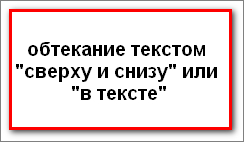 обтекание текстом
"сверху и снизу" или
"в тексте"